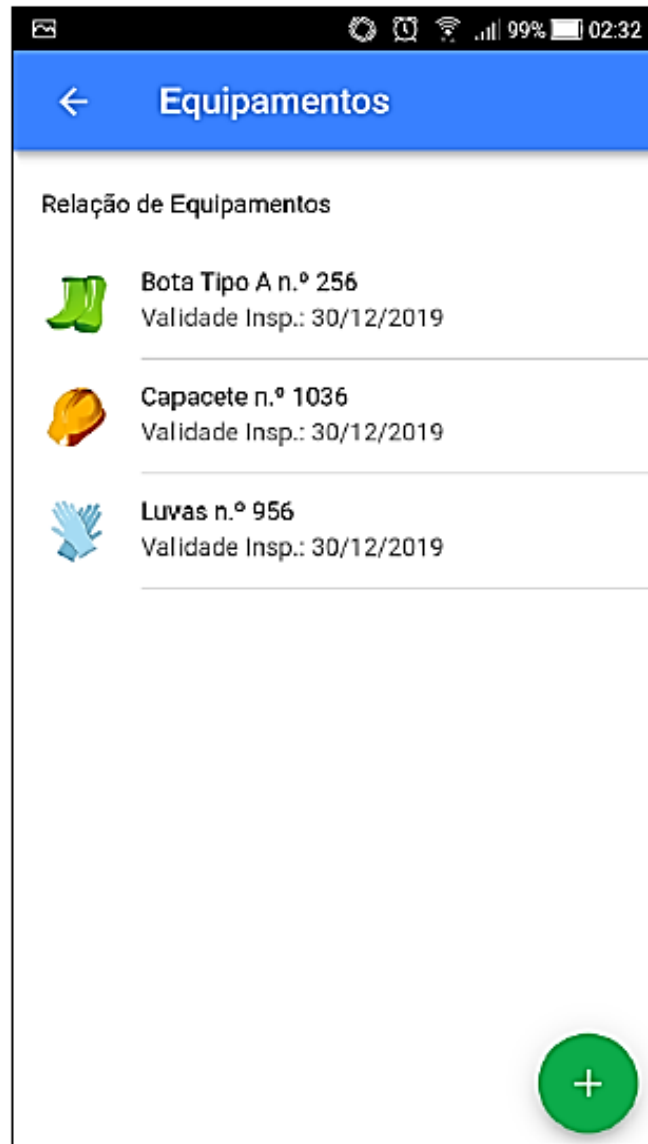 99% 02:32
Equipamentos
Relação de Equipamentos
Bota Tipo A n.º 256
Validade Insp.: 30/12/2019
Capacete n.º 1036
Validade Insp.: 30/12/2019
Luvas n.º 956
Validade Insp.: 30/12/2019
+